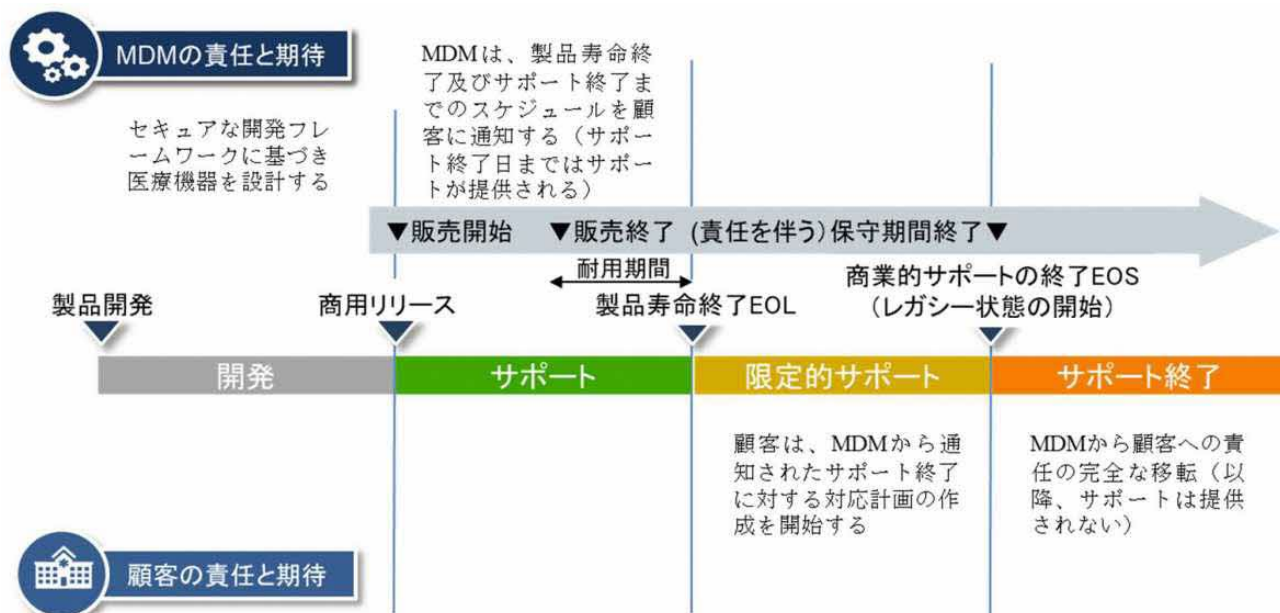 MDMの責任と期待
セキュアな開発フレ
ームワークに基づき
医療機器を設計する
MDMは、製品寿命終
了及びサポート終了ま
でのスケジュールを顧
客に通知する（サポー
ト終了日まではサポー
トが提供される）
▼販売開始 ▼販売終了 (責任を伴う)保守期間終了▼
耐用期間
製品開発
商用リリース
製品寿命終了EOL
商業的サポートの終了EOS
（レガシー状態の開始）
開発
サポート
限定的サポート
サポート終了
顧客は、MDMから通
知されたサポート終了
に対する対応計画の作
成を開始する
MDMから顧客への責
任の完全な移転（以
降、サポートは提供
されない）
顧客の責任と期待